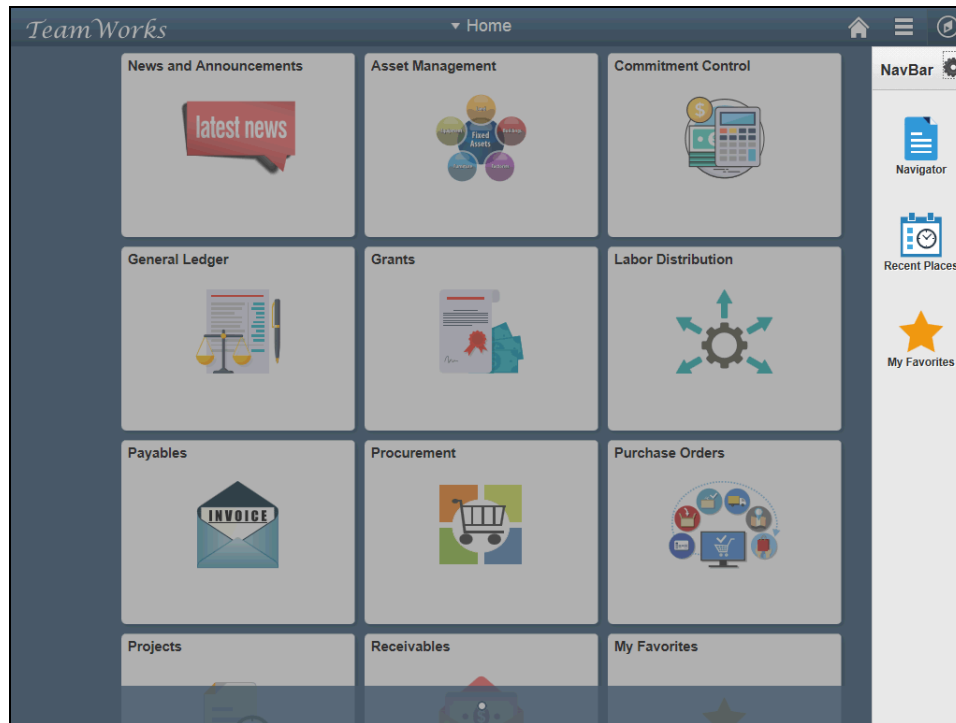 TeamWorks
Home
News and Announcements
latest news
Asset Management
Fixed
Assets
Commitment Control
NavBar
Navigator
Recent Places
My Favorites
General Ledger
Grants
Labor Distribution
Payables
INVOICE
Procurement
Purchase Orders
Projects
Receivables
My Favorites